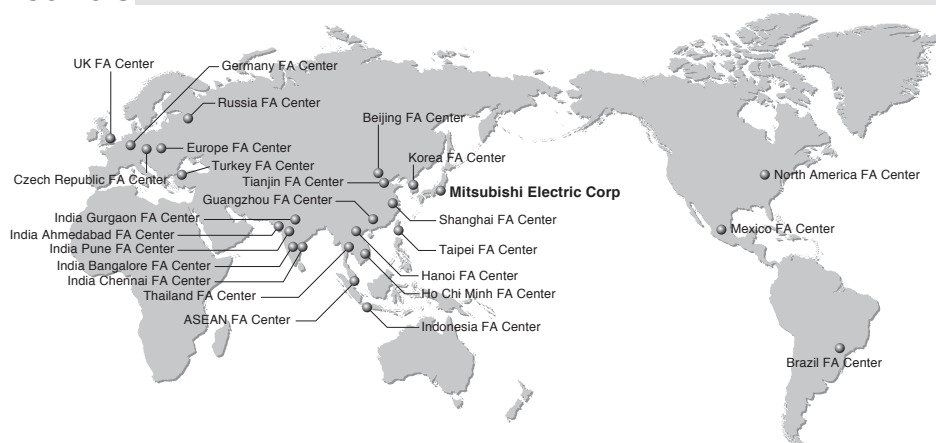 UK FA Center
Germany FA Center
Russia FA Center
Beijing FA Center
Europe FA Center
Korea FA Center
Turkey FA Center
Czech Republic FA Center
Tianjin FA Center
Mitsubishi Electric Corp
North America FA Center
Guangzhou FA Center
India Gurgaon FA Center
Shanghai FA Center
India Ahmedabad FA Center
Mexico FA Center
India Pune FA Center
Taipei FA Center
India Bangalore FA Center
Hanoi FA Center
India Chennai FA Center
Thailand FA Center
Ho Chi Minh FA Center
ASEAN FA Center
Indonesia FA Center
Brazil FA Center